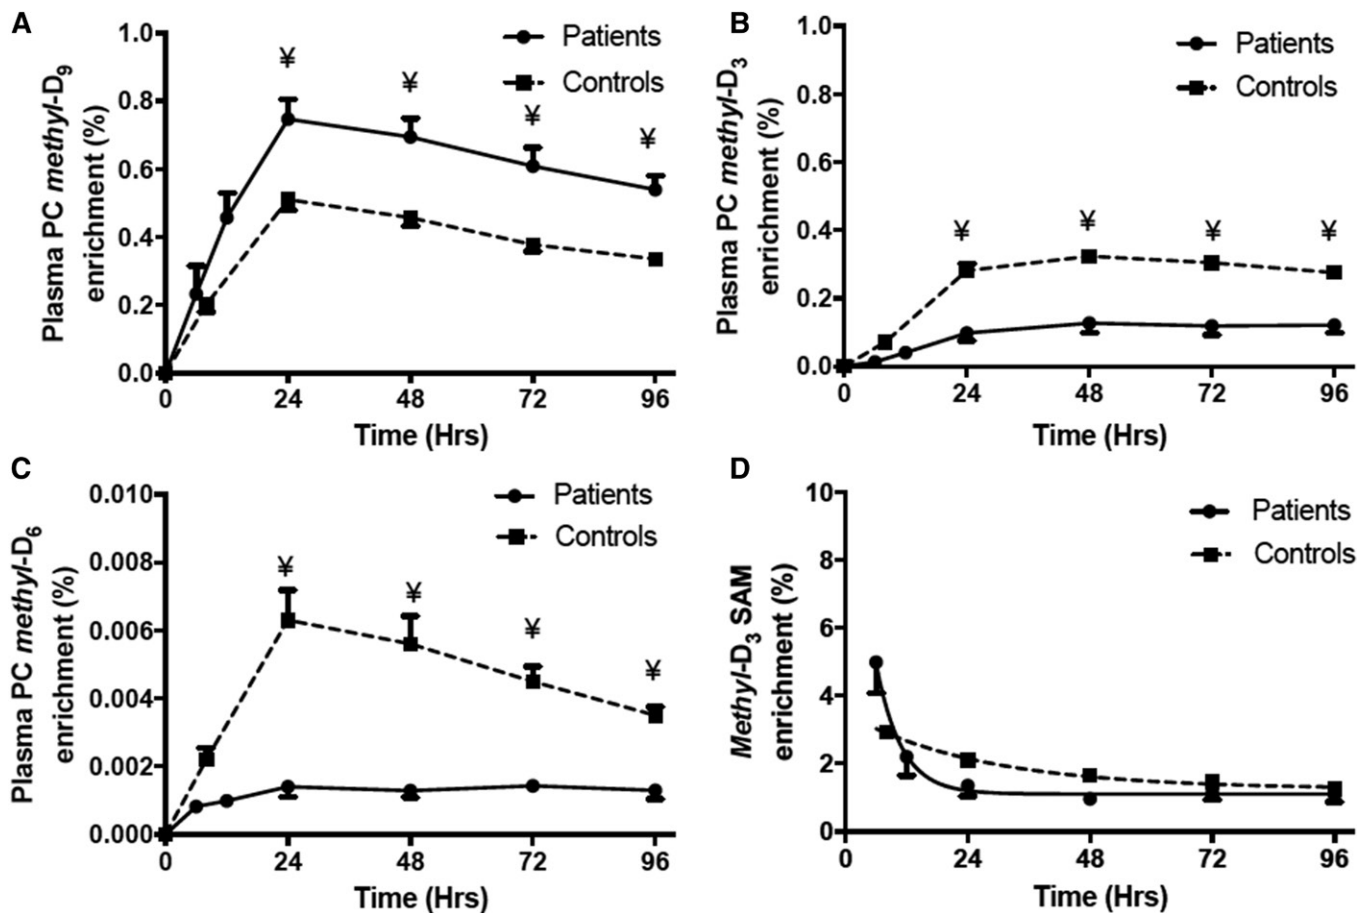 A
Plasma PC methyl-D9
enrichment (%)
1.0
0.8
0.6
0.4
0.2
0.0
¥ ¥ ¥ ¥
Patients
Controls
0 24 48 72 96
Time (Hrs)
B
Plasma PC methyl-D3
enrichment (%)
1.0
0.8
0.6
0.4
0.2
0.0
¥ ¥ ¥ ¥
Patients
Controls
0 24 48 72 96
Time (Hrs)
C
Plasma PC methyl-D6
enrichment (%)
0.010
0.008
0.006
0.004
0.002
0.000
¥ ¥ ¥ ¥
Patients
Controls
0 24 48 72 96
Time (Hrs)
D
Methyl-D3 SAM
enrichment (%)
10
8
6
4
2
0
Patients
Controls
0 24 48 72 96
Time (Hrs)